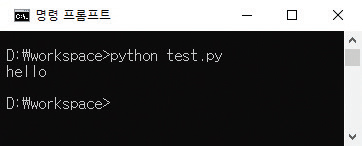 명령 프롬프트
D:₩workspace>python test.py
hello
D:₩workspace>